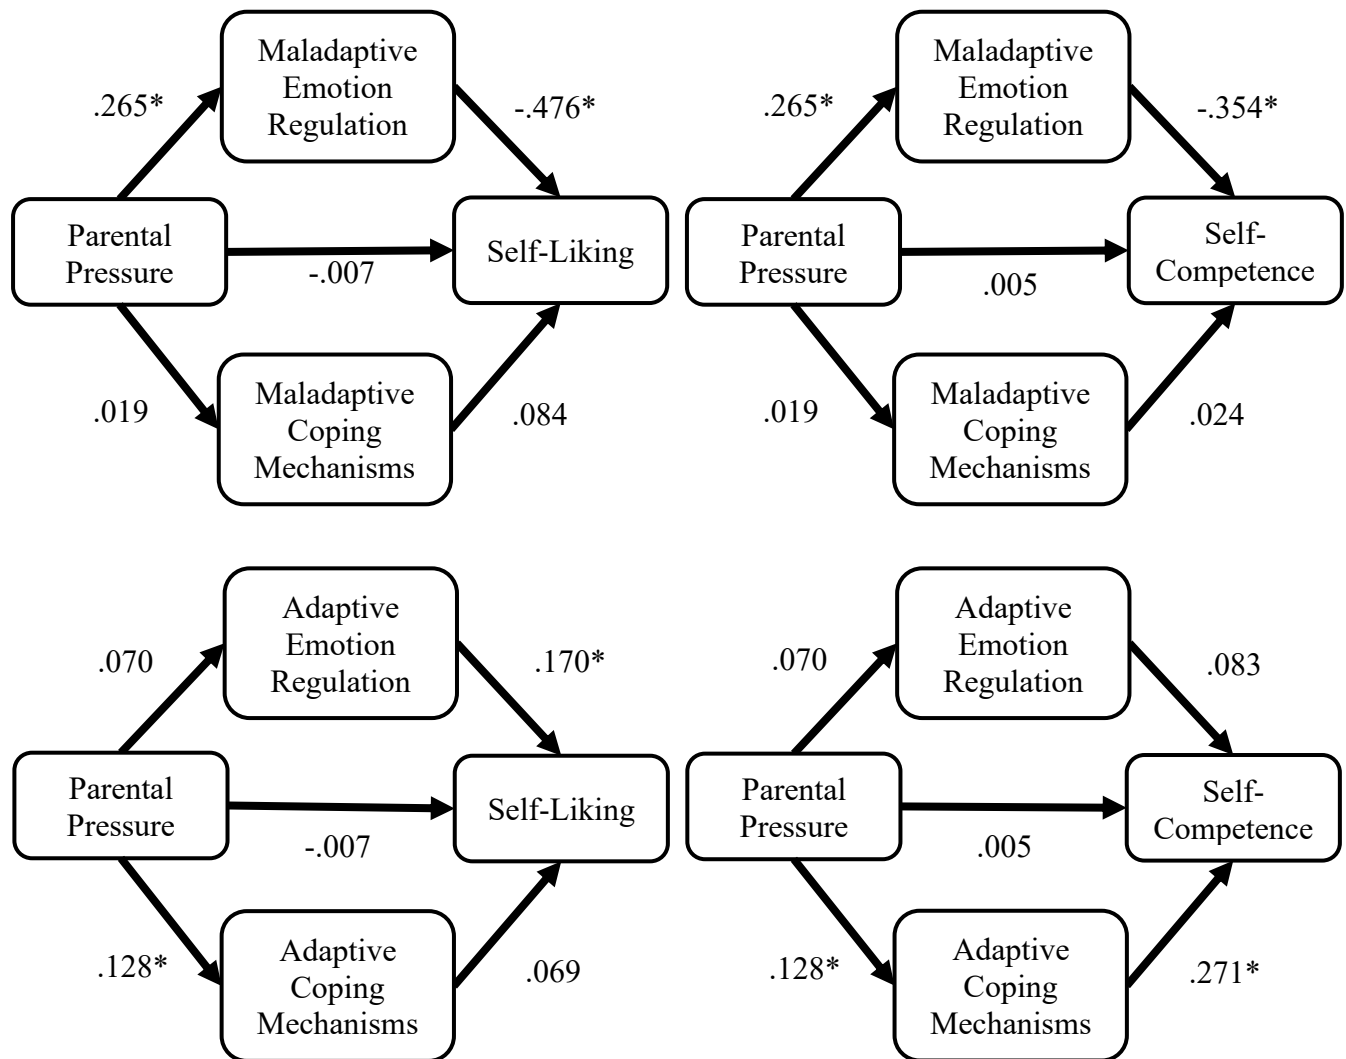 Maladaptive
Emotion
Regulation
.265*
-.476*
Parental
Pressure
-.007
Self-Liking
.019
Maladaptive
Coping
Mechanisms
.084
Maladaptive
Emotion
Regulation
.265*
-.354*
Parental
Pressure
.005
Self-
Competence
.019
Maladaptive
Coping
Mechanisms
.024
Adaptive
Emotion
Regulation
.070
.170*
Parental
Pressure
-.007
Self-Liking
.128*
Adaptive
Coping
Mechanisms
.069
Adaptive
Emotion
Regulation
.070
.083
Parental
Pressure
.005
Self-
Competence
.128*
Adaptive
Coping
Mechanisms
.271*